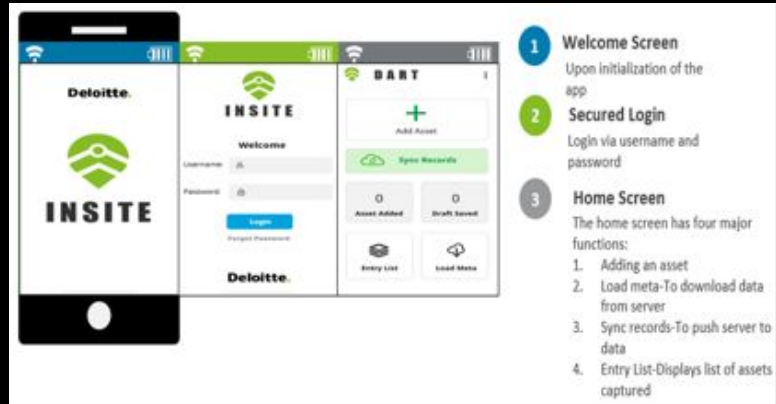 Deloitte.
INSITE
INSITE
Welcome
Username
Password
Login
Forgot Password
Deloitte.
DART
Add Asset
Sync Records
0
Asset Added
0
Draft Saved
Entry List
Load Meta
1
Welcome Screen
Upon initialization of the
app
2
Secured Login
Login via username and
password
3
Home Screen
The home screen has four major
functions:
1. Adding an asset
2. Load meta-To download data
from server
3. Sync records-To push server to
data
4. Entry List-Displays list of assets
captured